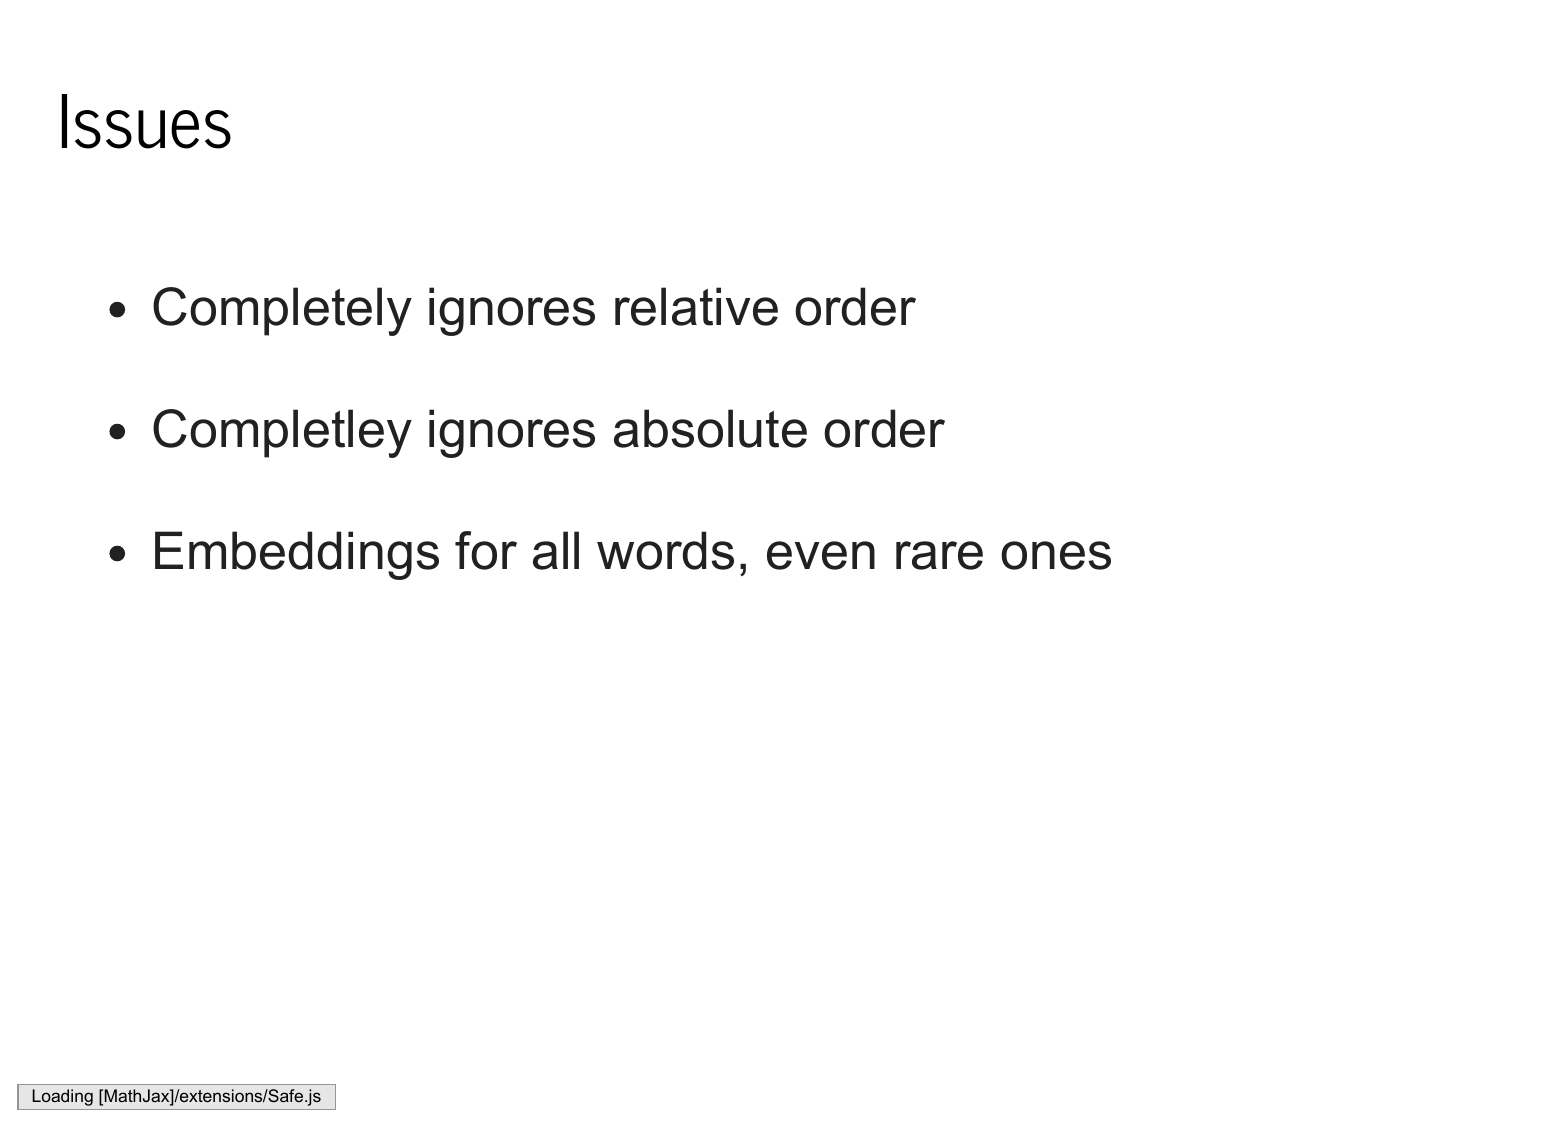 Issues
Completely ignores relative order
Completley ignores absolute order
Embeddings for all words, even rare ones
Loading [MathJax]/extensions/Safe.js